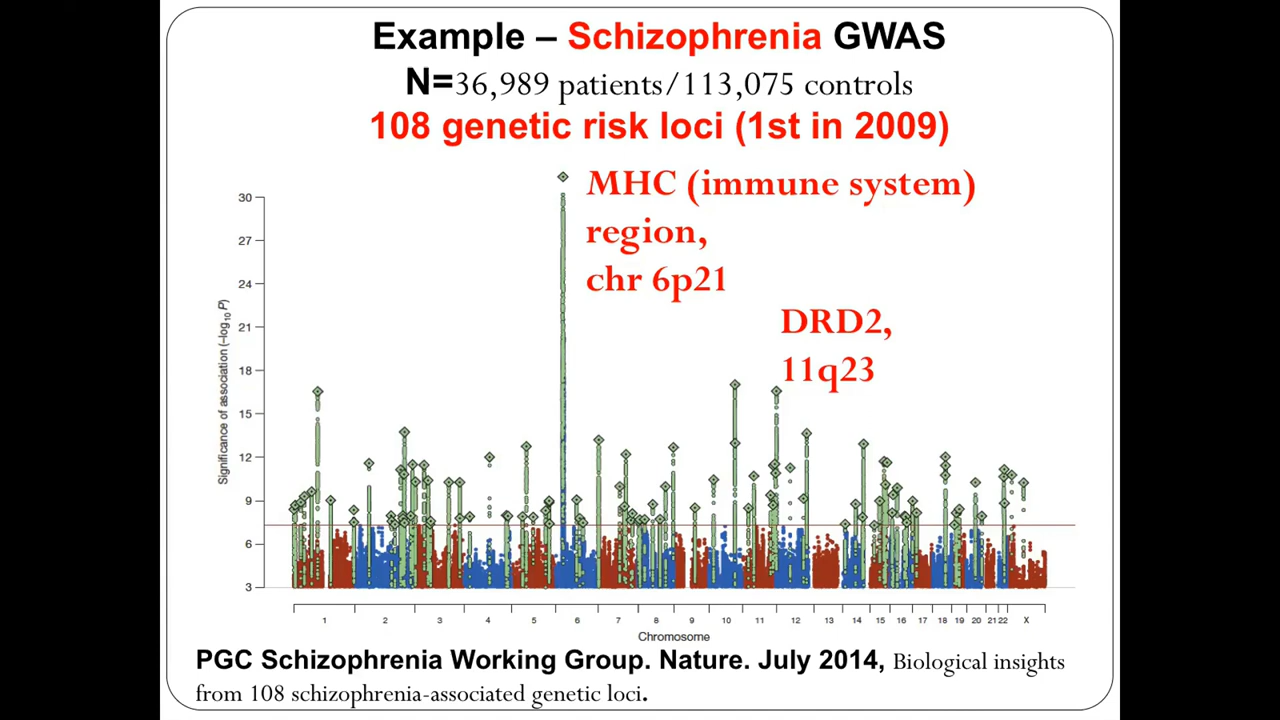 Example – Schizophrenia GWAS
N=36,989 patients/113,075 controls
108 genetic risk loci (1st in 2009)
MHC (immune system)
region,
chr 6p21
DRD2,
11q23
Significance of association (–log10 P)
30
27
24
21
18
15
12
9
6
3
1 2 3 4 5 6 7 8 9 10 11 12 13 14 15 16 17 18 19 20 21 22 X
Chromosome
PGC Schizophrenia Working Group. Nature. July 2014, Biological insights
from 108 schizophrenia-associated genetic loci.